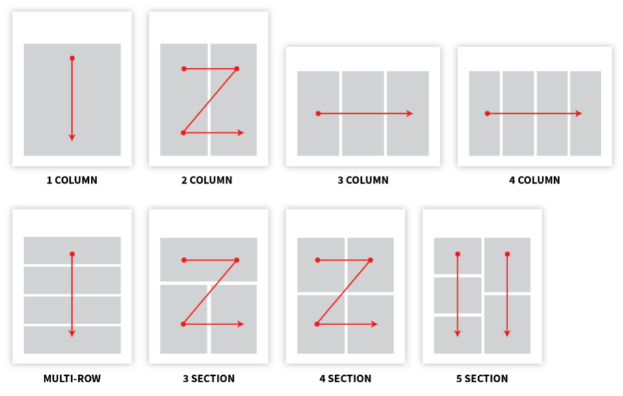 1 COLUMN
2 COLUMN
3 COLUMN
4 COLUMN
MULTI-ROW
3 SECTION
4 SECTION
5 SECTION